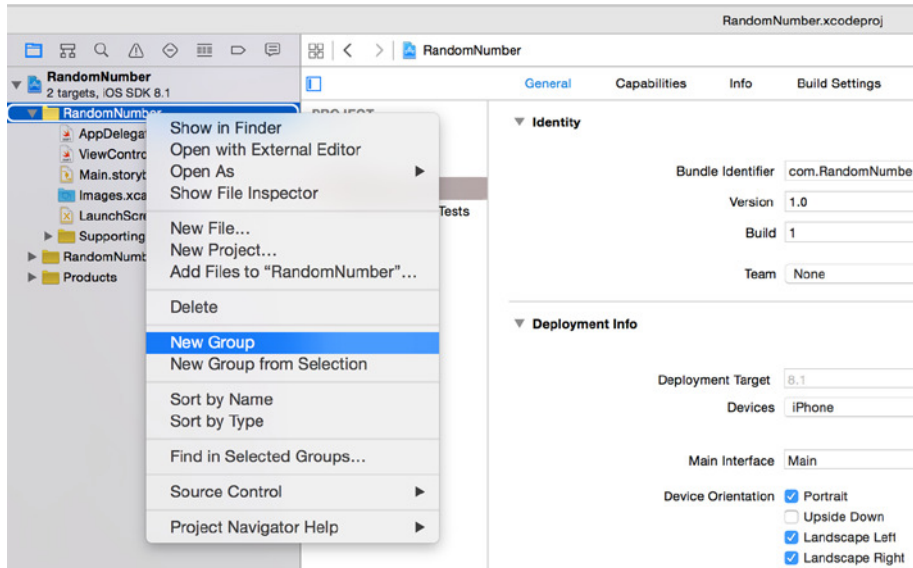 RandomNumber.xcodeproj
RandomNumber
RandomNumber
2 targets, iOS SDK 8.1
General Capabilities Info Build Settings
RandomNumber
PROJECT
Identity
AppDelega
ViewContro
Main.storyb
Images.xca
LaunchScre
Supporting
RandomNumb
Products
Show in Finder
Open with External Editor
Open As
Show File Inspector
New File...
New Project...
Add Files to “RandomNumber”...
Delete
New Group
New Group from Selection
Sort by Name
Sort by Type
Find in Selected Groups...
Source Control
Project Navigator Help
Tests
Bundle Identifier com.RandomNumbe
Version 1.0
Build 1
Team None
Deployment Info
Deployment Target 8.1
Devices iPhone
Main Interface Main
Device Orientation Portrait
Upside Down
Landscape Left
Landscape Right